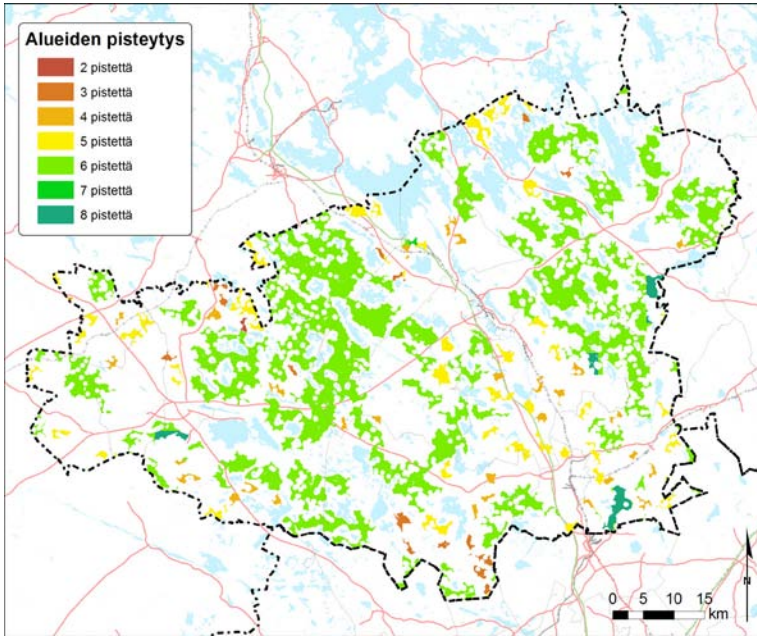 Alueiden pisteytys
2 pistettä
3 pistettä
4 pistettä
5 pistettä
6 pistettä
7 pistettä
8 pistettä
N
0 5 10 15
km